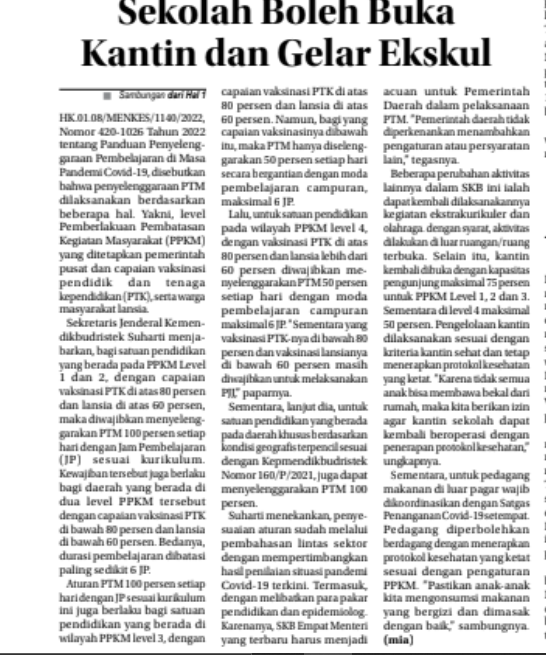 Sekolah Boleh Buka
Kantin dan Gelar Ekskul
Sambungan dari Hal 1
HK.01.08/MENKES/1140/2022,
Nomor 420-1026 Tahun 2022
tentang Panduan Penyeleng-
garaan Pembelajaran di Masa
Pandemi Covid-19, disebutkan
bahwa penyelenggaraan PTM
dilaksanakan berdasarkan
beberapa hal. Yakni, level
Pemberlakuan Pembatasan
Kegiatan Masyarakat (PPKM)
yang ditetapkan pemerintah
pusat dan capaian vaksinasi
pendidik dan tenaga
kependidikan (PTK), serta warga
masyarakat lansia.
Sekretaris Jenderal Kemen-
dikbudristek Suharti menja-
barkan, bagi satuan pendidikan
yang berada pada PPKM Level
1 dan 2, dengan capaian
vaksinasi PTK di atas 80 persen
dan lansia di atas 60 persen,
maka diwajibkan menyeleng-
garakan PTM 100 persen setiap
hari dengan Jam Pembelajaran
(JP) sesuai kurikulum.
Kewajiban tersebut juga berlaku
bagi daerah yang berada di
dua level PPKM tersebut
dengan capaian vaksinasi PTK
di bawah 80 persen dan lansia
di bawah 60 persen. Bedanya,
durasi pembelajaran dibatasi
paling sedikit 6 JP.
Aturan PTM 100 persen setiap
hari dengan JP sesuai kurikulum
ini juga berlaku bagi satuan
pendidikan yang berada di
wilayah PPKM level 3, dengan
capaian vaksinasi PTK di atas
80 persen dan lansia di atas
60 persen. Namun, bagi yang
capaian vaksinasinya dibawah
itu, maka PTM hanya diseleng-
garakan 50 persen setiap hari
secara bergantian dengan moda
pembelajaran campuran,
maksimal 6 JP.
Lalu, untuk satuan pendidikan
pada wilayah PPKM level 4,
dengan vaksinasi PTK di atas
80 persen dan lansia lebih dari
60 persen diwajibkan me-
nyelenggarakan PTM 50 persen
setiap hari dengan moda
pembelajaran campuran
maksimal 6 JP. "Sementara yang
vaksinasi PTK-nya di bawah 80
persen dan vaksinasi lansianya
di bawah 60 persen masih
diwajibkan untuk melaksanakan
PJJ," paparnya.
Sementara, lanjut dia, untuk
satuan pendidikan yang berada
pada daerah khusus berdasarkan
kondisi geografis terpencil sesuai
dengan Kepmendikbudristek
Nomor 160/P/2021, juga dapat
menyelenggarakan PTM 100
persen.
Suharti menekankan, penye-
suaian aturan sudah melalui
pembahasan lintas sektor
dengan mempertimbangkan
hasil penilaian situasi pandemi
Covid-19 terkini. Termasuk,
dengan melibatkan para pakar
pendidikan dan epidemiolog.
Karenanya, SKB Empat Menteri
yang terbaru harus menjadi
acuan untuk Pemerintah
Daerah dalam pelaksanaan
PTM. "Pemerintah daerah tidak
diperkenankan menambahkan
pengaturan atau persyaratan
lain," tegasnya.
Beberapa perubahan aktivitas
lainnya dalam SKB ini ialah
dapat kembali dilaksanakannya
kegiatan ekstrakurikuler dan
olahraga. dengan syarat, aktivitas
dilakukan di luar ruangan/ruang
terbuka. Selain itu, kantin
kembali dibuka dengan kapasitas
pengunjung maksimal 75 persen
untuk PPKM Level 1, 2 dan 3.
Sementara di level 4 maksimal
50 persen. Pengelolaan kantin
dilaksanakan sesuai dengan
kriteria kantin sehat dan tetap
menerapkan protokol kesehatan
yang ketat. "Karena tidak semua
anak bisa membawa bekal dari
rumah, maka kita berikan izin
agar kantin sekolah dapat
kembali beroperasi dengan
penerapan protokol kesehatan,"
ungkapnya.
Sementara, untuk pedagang
makanan di luar pagar wajib
dikoordinasikan dengan Satgas
Penanganan Covid-19 setempat.
Pedagang diperbolehkan
berdagang dengan menerapkan
protokol kesehatan yang ketat
sesuai dengan pengaturan
PPKM. "Pastikan anak-anak
kita mengonsumsi makanan
yang bergizi dan dimasak
dengan baik," sambungnya.
(mia)